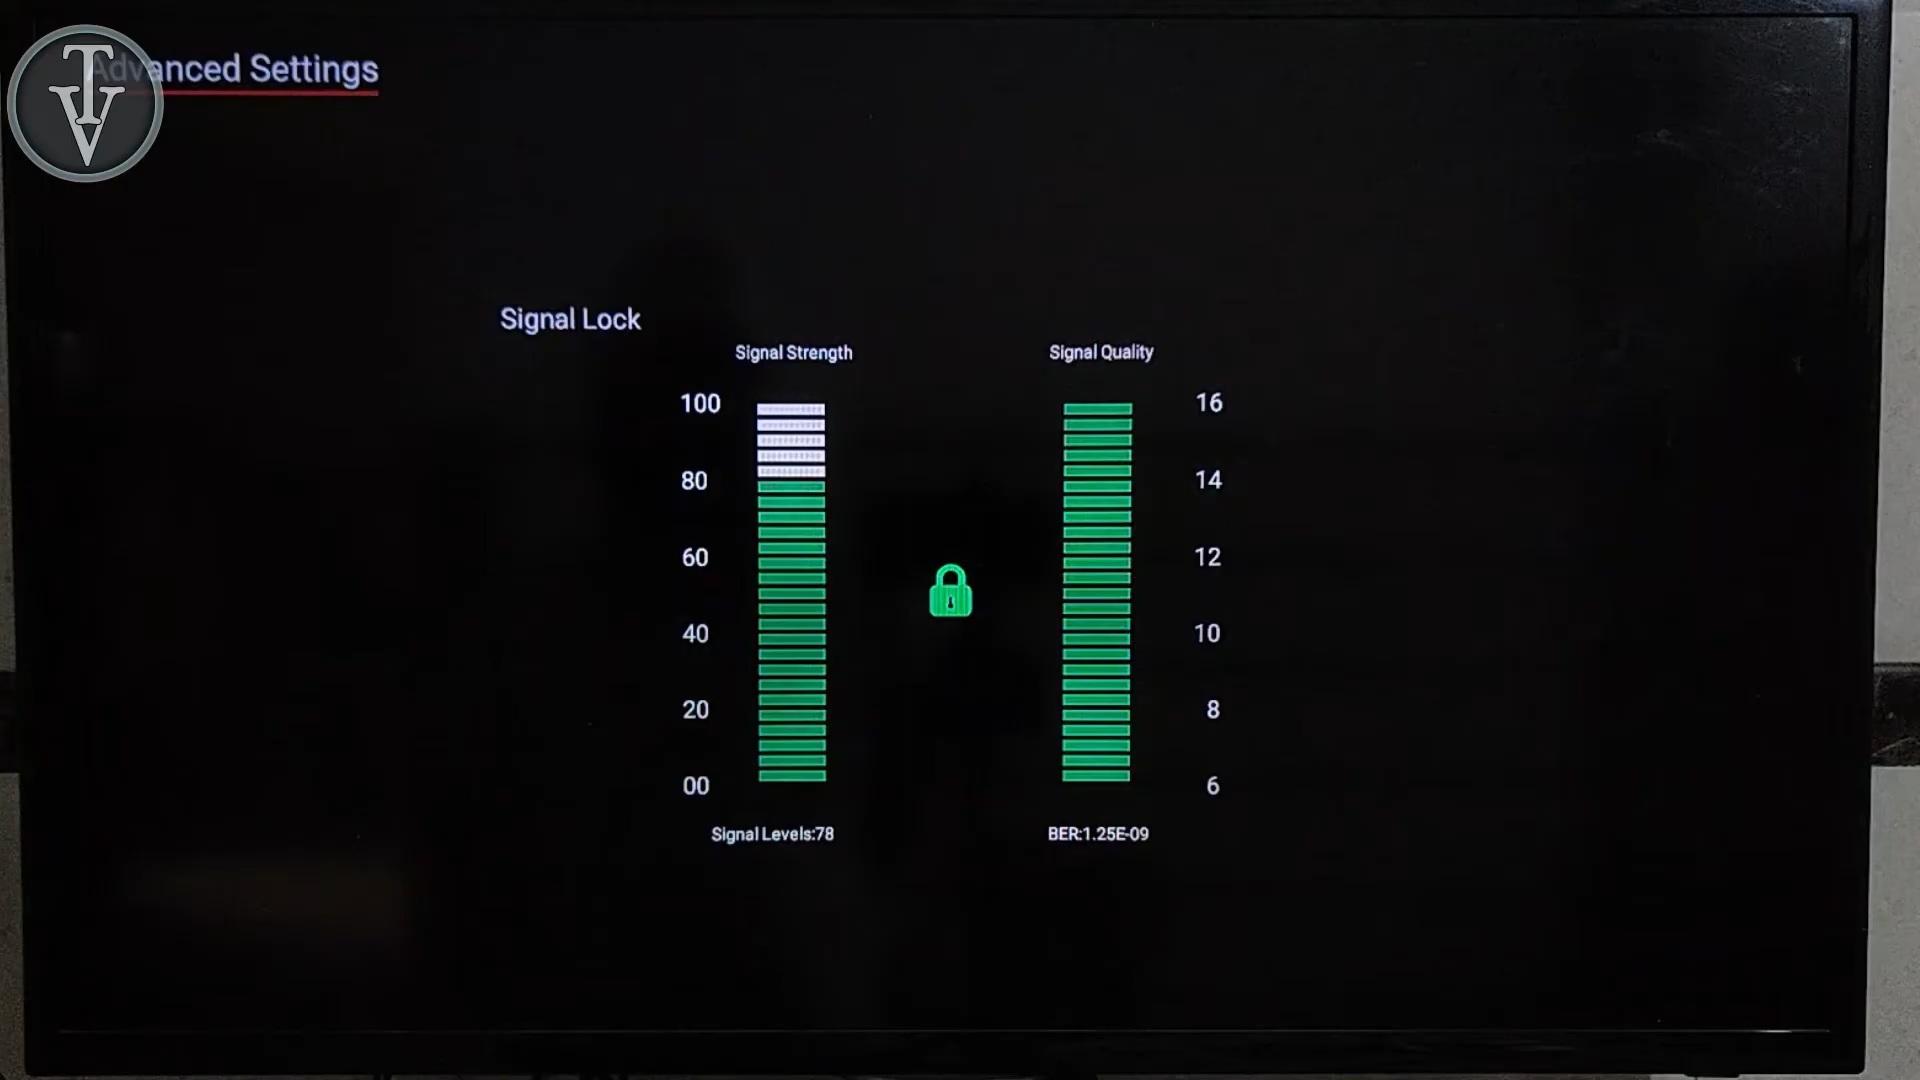 TV
Advanced Settings
Signal Lock
Signal Strength
Signal Quality
100
16
80
14
60
12
40
10
20
8
00
6
Signal Levels:78
BER:1.25E-09